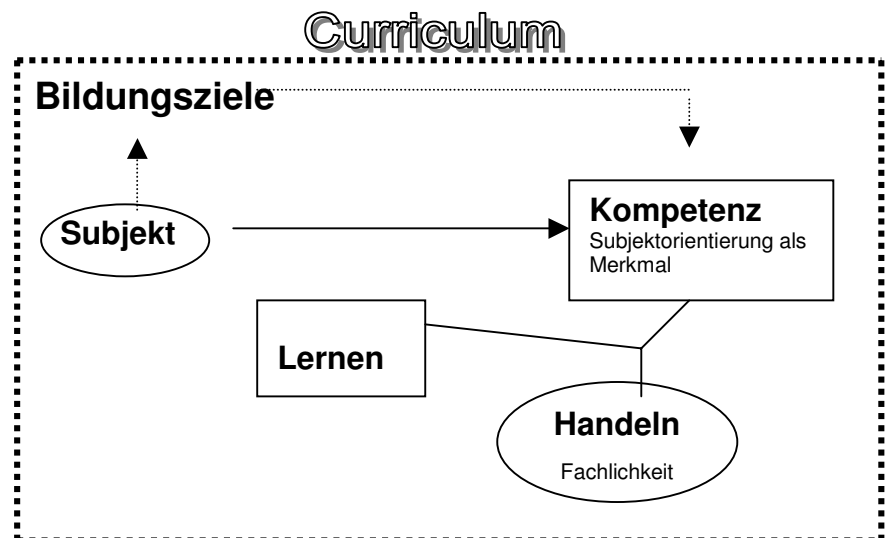 Curriculum
Bildungsziele
Subjekt
Kompetenz
Subjektorientierung als
Merkmal
Lernen
Handeln
Fachlichkeit